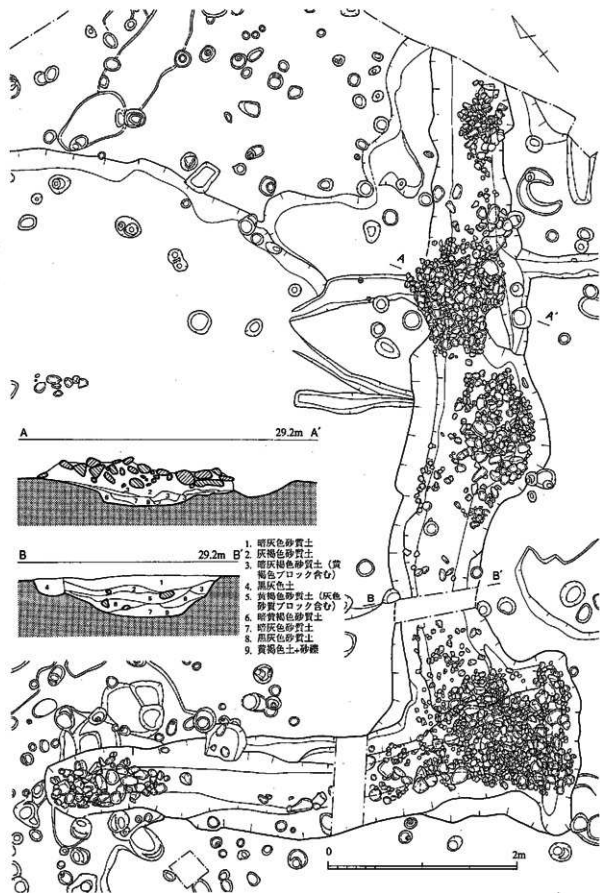 A
A'
A 29.2m A'
B 29.2m B'
1. 暗灰色砂質土
2. 灰褐色砂質土
3. 暗灰褐色砂質土（黄
褐色ブロック含む）
4. 黒灰色土
5. 黄褐色砂質土（灰色
砂質ブロック含む）
6. 暗黄褐色砂質土
7. 暗灰色砂質土
8. 黒灰色砂質土
9. 黄褐色土+砂礫
B
B'
0 2m